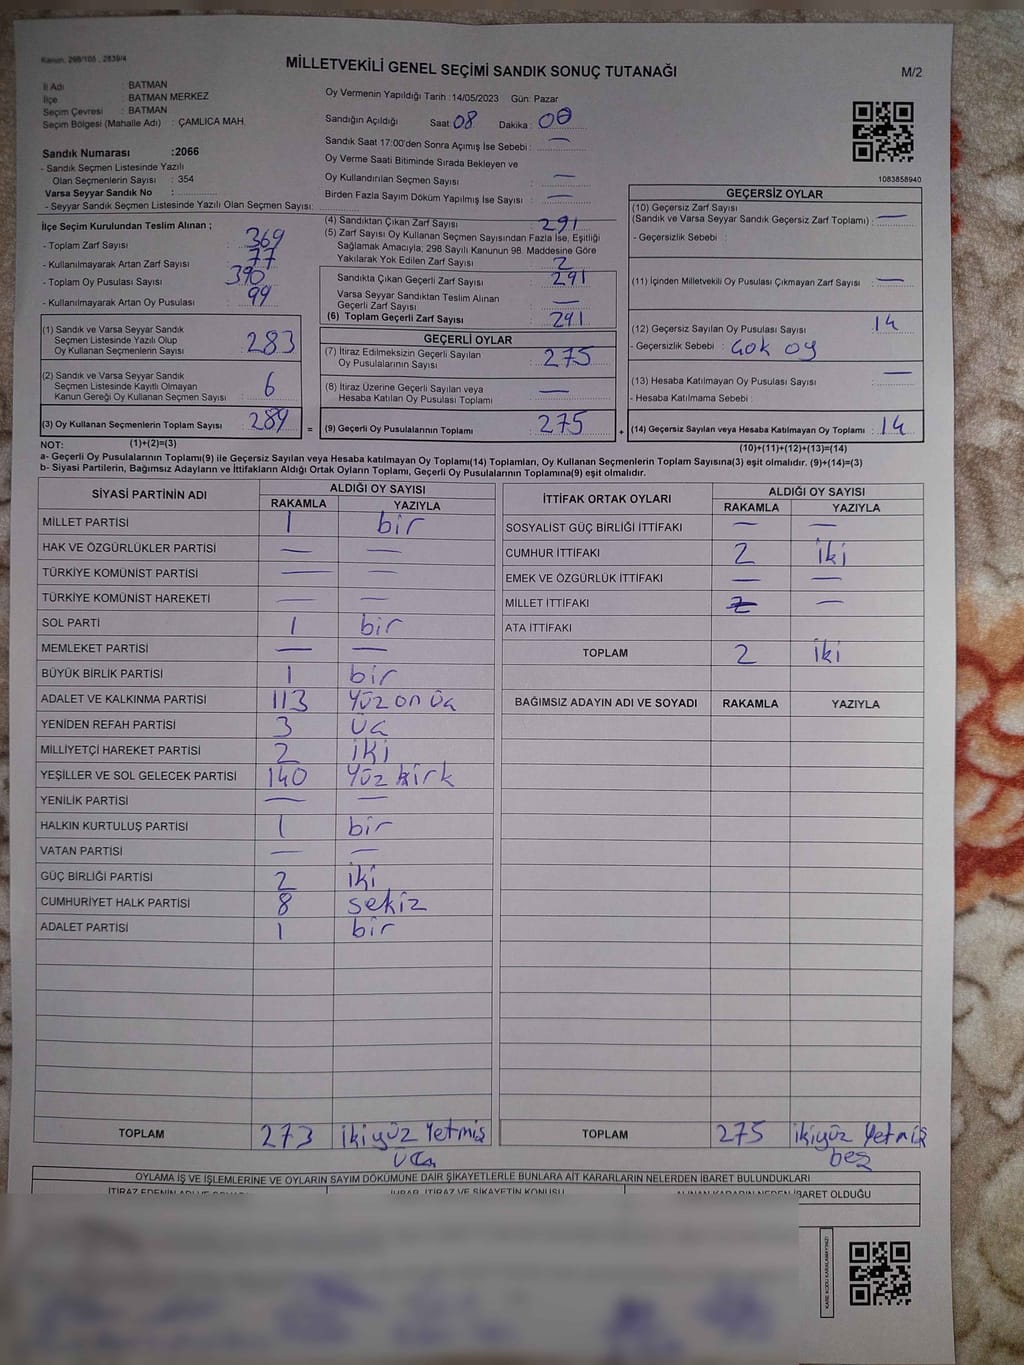 Kanun, 298/105 , 2839/4
MİLLETVEKİLİ GENEL SEÇİMİ SANDIK SONUÇ TUTANAĞI
M/2
İl Adı : BATMAN
İlçe : BATMAN MERKEZ
Seçim Çevresi : BATMAN
Seçim Bölgesi (Mahalle Adı) : ÇAMLICA MAH.
Oy Vermenin Yapıldığı Tarih :14/05/2023 Gün: Pazar
Sandığın Açıldığı Saat: 08 Dakika : 00
Sandık Saat 17:00'den Sonra Açımış İse Sebebi : —
Oy Verme Saati Bitiminde Sırada Bekleyen ve
Oy Kullandırılan Seçmen Sayısı : —
Birden Fazla Sayım Döküm Yapılmış İse Sayısı : —
1083858940
Sandık Numarası :2066
- Sandık Seçmen Listesinde Yazılı
Olan Seçmenlerin Sayısı : 354
Varsa Seyyar Sandık No :
- Seyyar Sandık Seçmen Listesinde Yazılı Olan Seçmen Sayısı:
İlçe Seçim Kurulundan Teslim Alınan ;
- Toplam Zarf Sayısı : 369
- Kullanılmayarak Artan Zarf Sayısı : 77
- Toplam Oy Pusulası Sayısı : 390
- Kullanılmayarak Artan Oy Pusulası : 99
(1) Sandık ve Varsa Seyyar Sandık
Seçmen Listesinde Yazılı Olup
Oy Kullanan Seçmenlerin Sayısı : 283
(2) Sandık ve Varsa Seyyar Sandık
Seçmen Listesinde Kayıtlı Olmayan
Kanun Gereği Oy Kullanan Seçmen Sayısı : 6
(3) Oy Kullanan Seçmenlerin Toplam Sayısı : 289
(4) Sandıktan Çıkan Zarf Sayısı : 291
(5) Zarf Sayısı Oy Kullanan Seçmen Sayısından Fazla İse, Eşitliği
Sağlamak Amacıyla; 298 Sayılı Kanunun 98. Maddesine Göre
Yakılarak Yok Edilen Zarf Sayısı : 2
Sandıkta Çıkan Geçerli Zarf Sayısı : 291
Varsa Seyyar Sandıktan Teslim Alınan
Geçerli Zarf Sayısı : —
(6) Toplam Geçerli Zarf Sayısı : 291
GEÇERLİ OYLAR
(7) İtiraz Edilmeksizin Geçerli Sayılan
Oy Pusulalarının Sayısı : 275
(8) İtiraz Üzerine Geçerli Sayılan veya
Hesaba Katılan Oy Pusulası Toplamı : —
= (9) Geçerli Oy Pusulalarının Toplamı : 275
GEÇERSİZ OYLAR
(10) Geçersiz Zarf Sayısı
(Sandık ve Varsa Seyyar Sandık Geçersiz Zarf Toplamı) : —
- Geçersizlik Sebebi :
(11) İçinden Milletvekili Oy Pusulası Çıkmayan Zarf Sayısı : —
(12) Geçersiz Sayılan Oy Pusulası Sayısı : 14
- Geçersizlik Sebebi : Gok oy
(13) Hesaba Katılmayan Oy Pusulası Sayısı : —
- Hesaba Katılmama Sebebi :
+ (14) Geçersiz Sayılan veya Hesaba Katılmayan Oy Toplamı : 14
NOT: (1)+(2)=(3) (10)+(11)+(12)+(13)=(14)
a- Geçerli Oy Pusulalarının Toplamı(9) ile Geçersiz Sayılan veya Hesaba katılmayan Oy Toplamı(14) Toplamları, Oy Kullanan Seçmenlerin Toplam Sayısına(3) eşit olmalıdır. (9)+(14)=(3)
b- Siyasi Partilerin, Bağımsız Adayların ve İttifakların Aldığı Ortak Oyların Toplamı, Geçerli Oy Pusulalarının Toplamına(9) eşit olmalıdır.
SİYASİ PARTİNİN ADI ALDIĞI OY SAYISI
RAKAMLA YAZIYLA
MİLLET PARTİSİ 1 bir
HAK VE ÖZGÜRLÜKLER PARTİSİ — —
TÜRKİYE KOMÜNİST PARTİSİ — —
TÜRKİYE KOMÜNİST HAREKETİ — —
SOL PARTİ 1 bir
MEMLEKET PARTİSİ — —
BÜYÜK BİRLİK PARTİSİ 1 bir
ADALET VE KALKINMA PARTİSİ 113 Yüz on üa
YENİDEN REFAH PARTİSİ 3 üa
MİLLİYETÇİ HAREKET PARTİSİ 2 iki
YEŞİLLER VE SOL GELECEK PARTİSİ 140 Yüz kirk
YENİLİK PARTİSİ — —
HALKIN KURTULUŞ PARTİSİ 1 bir
VATAN PARTİSİ — —
GÜÇ BİRLİĞİ PARTİSİ 2 iki
CUMHURİYET HALK PARTİSİ 8 sekiz
ADALET PARTİSİ 1 bir
TOPLAM 273 ikiyüz Yetmiş
üça
İTTİFAK ORTAK OYLARI ALDIĞI OY SAYISI
RAKAMLA YAZIYLA
SOSYALIST GÜÇ BİRLİĞİ İTTİFAKI — —
CUMHUR İTTİFAKI 2 iki
EMEK VE ÖZGÜRLÜK İTTİFAKI — —
MİLLET İTTİFAKI — —
ATA İTTİFAKI
TOPLAM 2 iki
BAĞIMSIZ ADAYIN ADI VE SOYADI RAKAMLA YAZIYLA
TOPLAM 275 ikiyüz Yetmiş
beş
OYLAMA İŞ VE İŞLEMLERİNE VE OYLARIN SAYIM DÖKÜMÜNE DAİR ŞİKAYETLERLE BUNLARA AİT KARARLARIN NELERDEN İBARET BULUNDUKLARI
KARE KODU KARALAMAYINIZ!